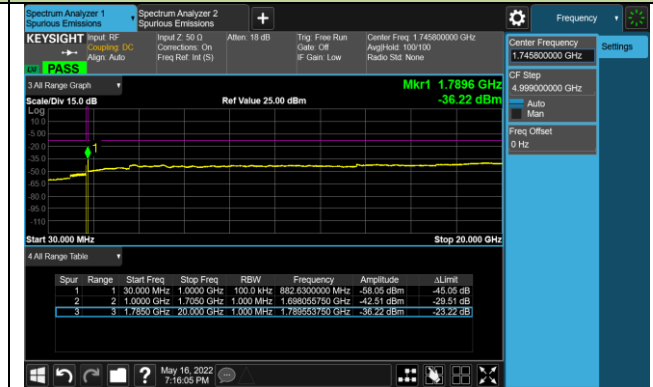 Spectrum Analyzer 1
Spurious Emissions
Spectrum Analyzer 2
Spurious Emissions
+
Frequency
KEYSIGHT
Input: RF
Coupling: DC
Align: Auto
Input Z: 50 Ω
Corrections: On
Freq Ref: Int (S)
Atten: 18 dB
Trig: Free Run
Gate: Off
IF Gain: Low
Center Freq: 1.745800000 GHz
Avg|Hold: 100/100
Radio Std: None
PASS
Center Frequency
1.745800000 GHz
Settings
CF Step
4.999000000 GHz
Auto
Man
Freq Offset
0 Hz
3 All Range Graph
Mkr1 1.7896 GHz
-36.22 dBm
Scale/Div 15.0 dB
Ref Value 25.00 dBm
Log
10.0
-5.00
-20.0
-35.0
-50.0
-65.0
-80.0
-95.0
-110
1
Start 30.000 MHz
Stop 20.000 GHz
4 All Range Table
Spur Range Start Freq Stop Freq RBW Frequency Amplitude ΔLimit
1 1 30.000 MHz 1.0000 GHz 100.0 kHz 882.6300000 MHz -58.05 dBm -45.05 dB
2 2 1.0000 GHz 1.7050 GHz 1.000 MHz 1.698055750 GHz -42.51 dBm -29.51 dB
3 3 1.7850 GHz 20.000 GHz 1.000 MHz 1.789553750 GHz -36.22 dBm -23.22 dB
?
May 16, 2022
7:16:05 PM